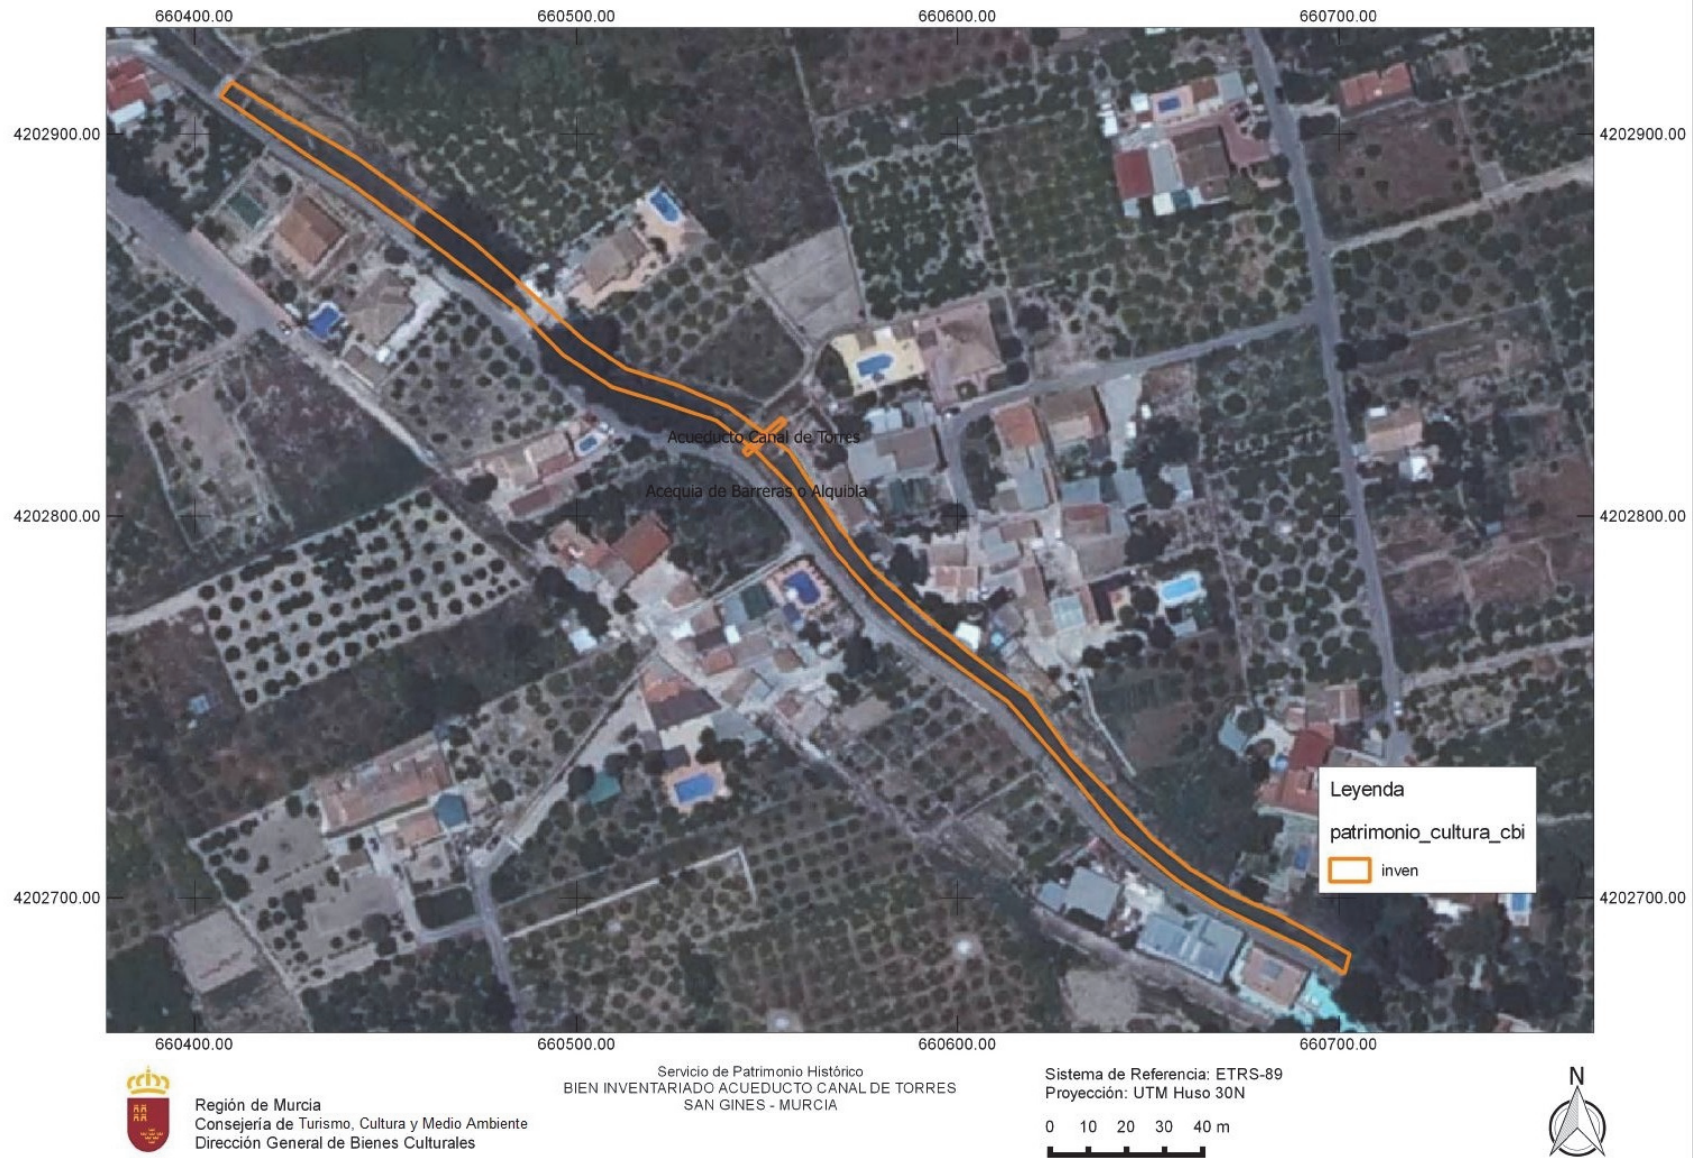 660400.00 660500.00 660600.00 660700.00
4202900.00 4202900.00
Acueducto Canal de Torres
Acequia de Barreras o Alquibla
4202800.00 4202800.00
Leyenda
patrimonio_cultura_cbi
inven
4202700.00 4202700.00
660400.00 660500.00 660600.00 660700.00
Región de Murcia
Consejería de Turismo, Cultura y Medio Ambiente
Dirección General de Bienes Culturales
Servicio de Patrimonio Histórico
BIEN INVENTARIADO ACUEDUCTO CANAL DE TORRES
SAN GINES - MURCIA
Sistema de Referencia: ETRS-89
Proyección: UTM Huso 30N
0 10 20 30 40 m
N